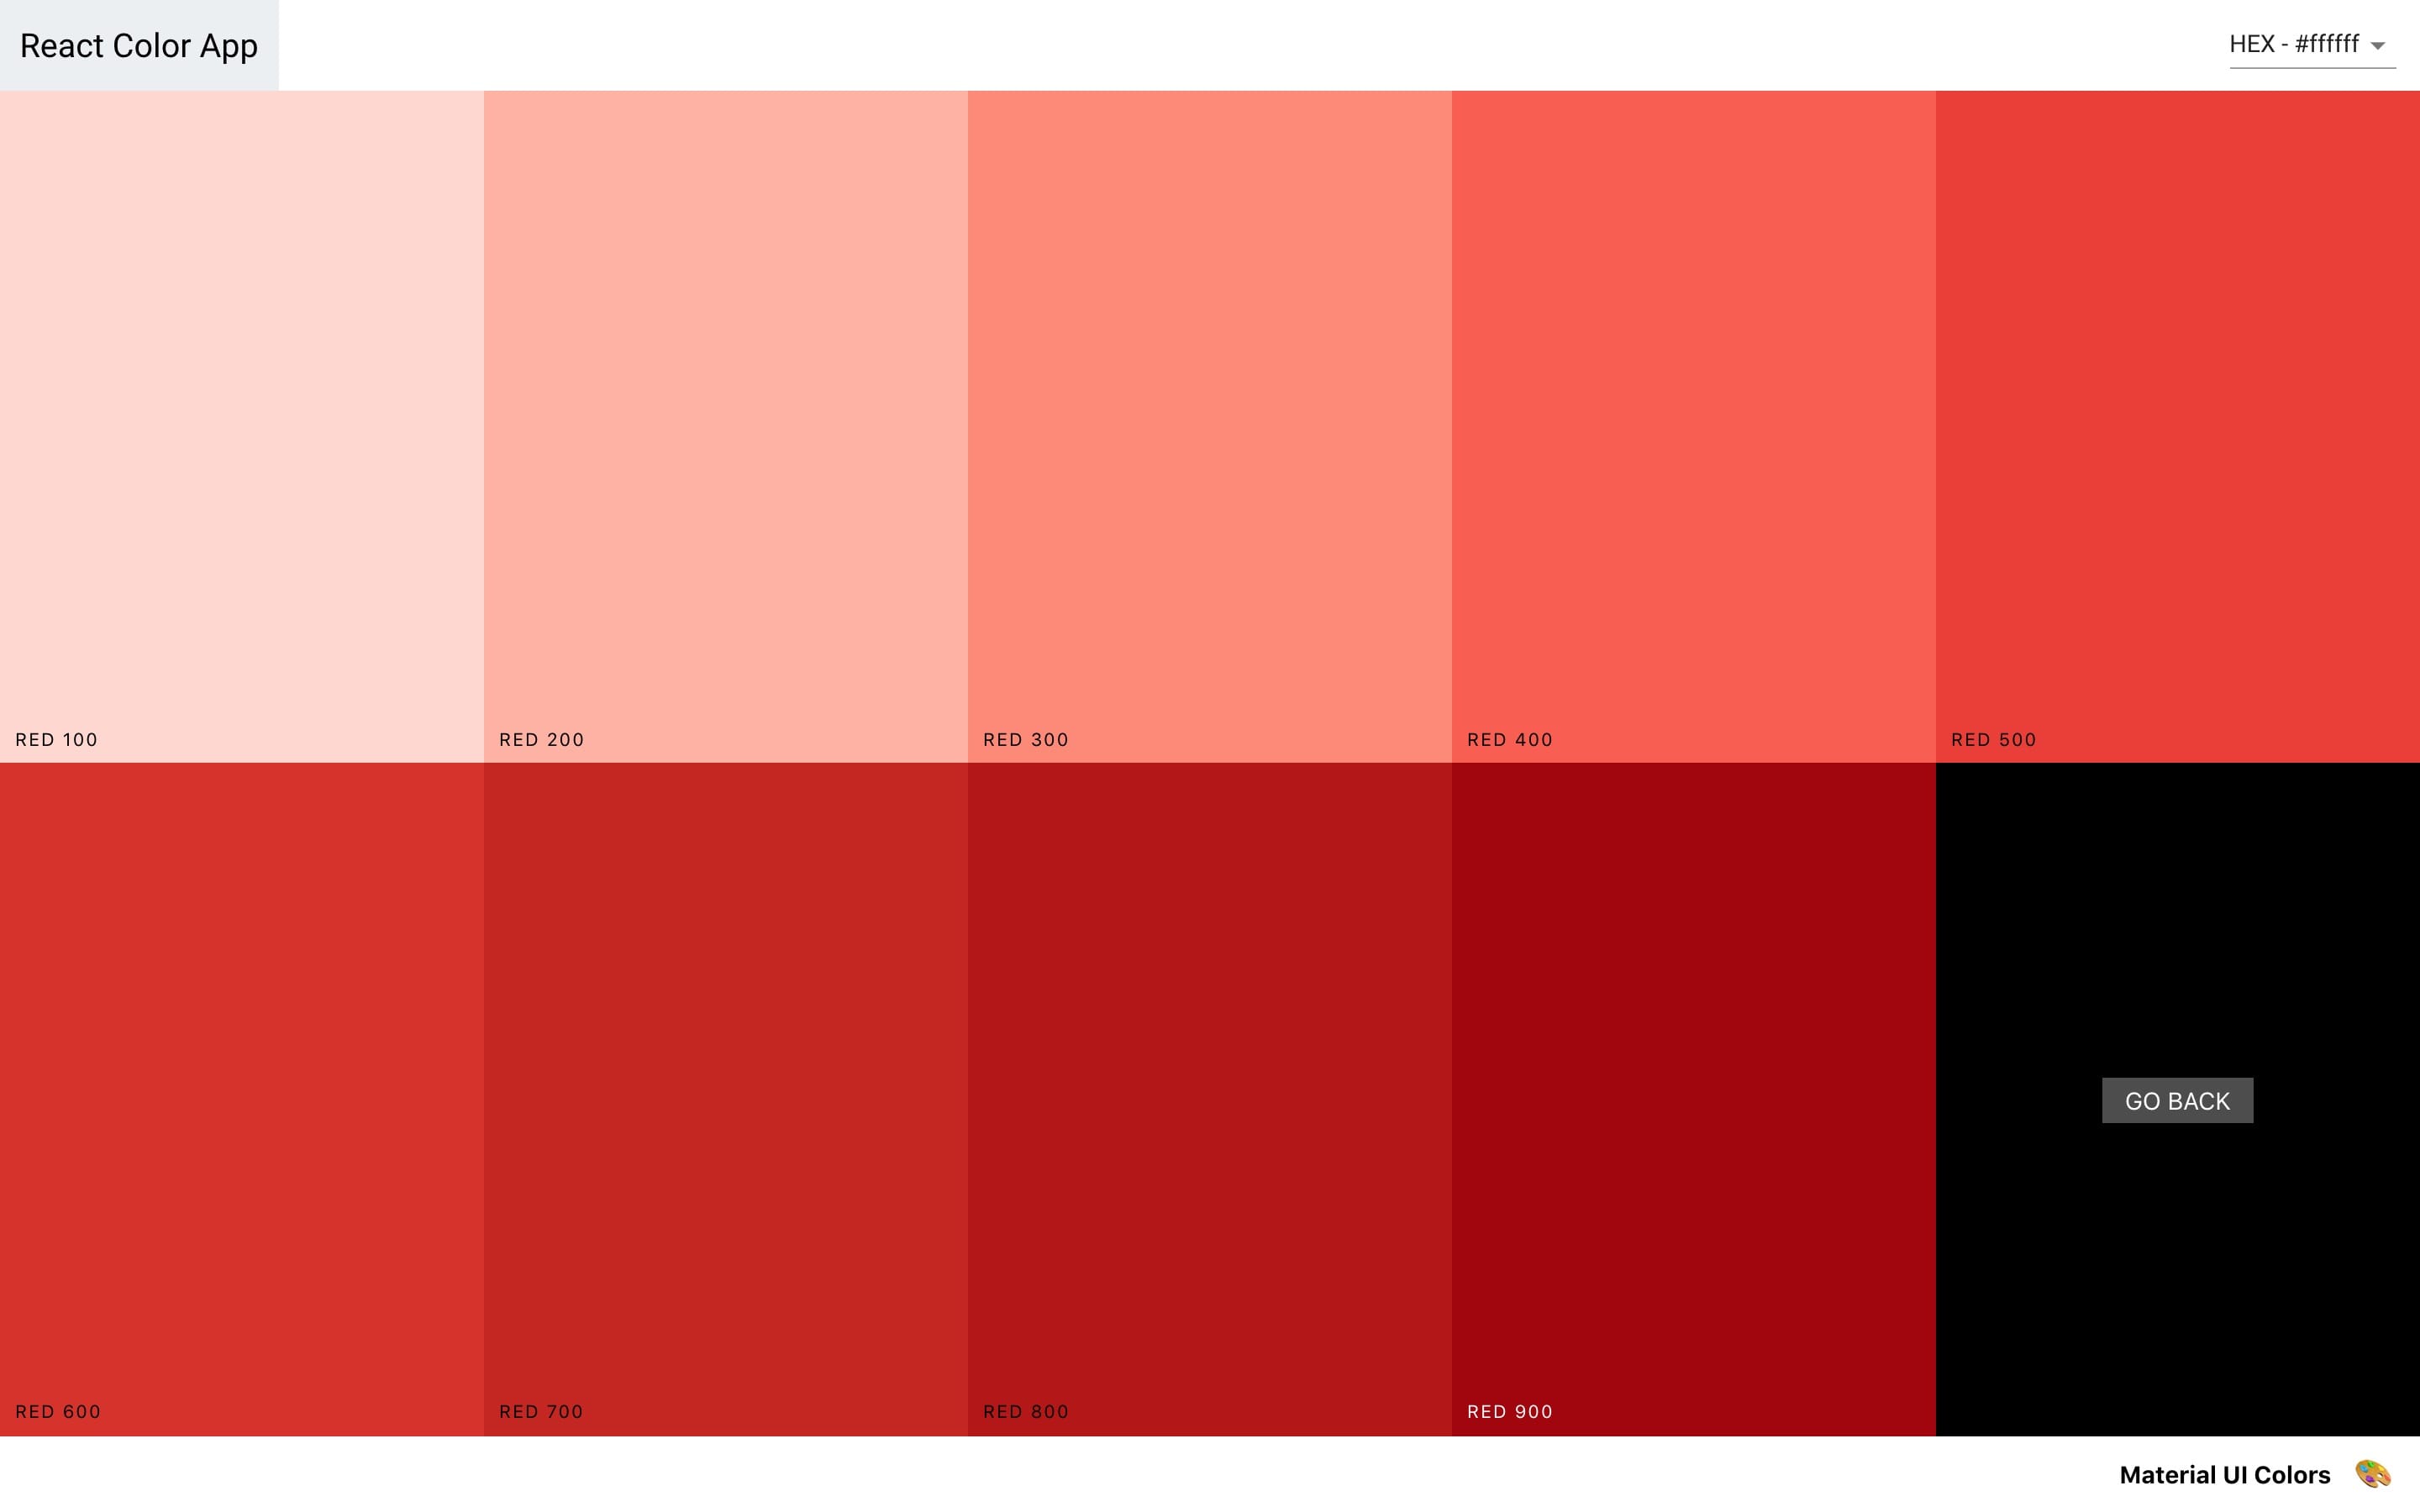 React Color App
HEX - #ffffff
RED 100
RED 200
RED 300
RED 400
RED 500
RED 600
RED 700
RED 800
RED 900
GO BACK
Material UI Colors